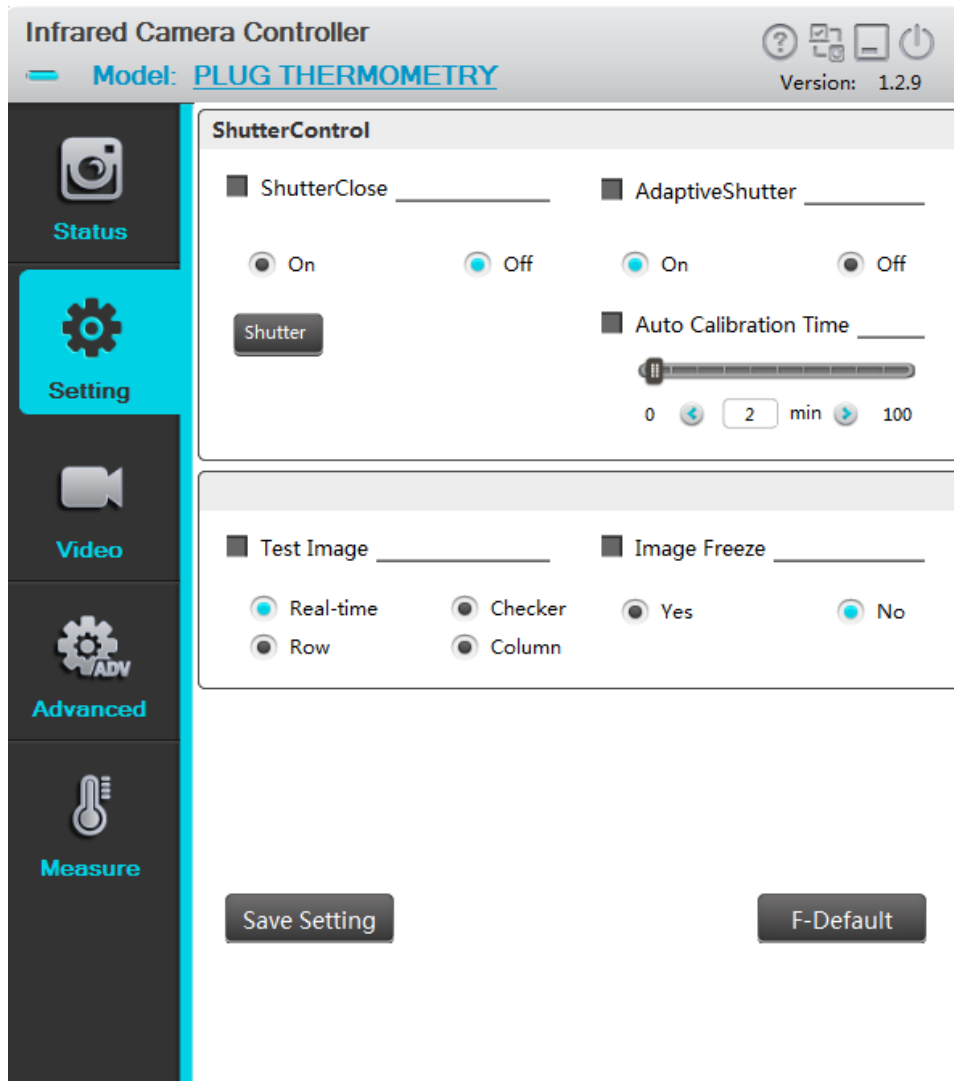 Infrared Camera Controller
Model: PLUG THERMOMETRY
Version: 1.2.9
Status
Setting
Video
ADV
Advanced
Measure
ShutterControl
ShutterClose
AdaptiveShutter
On
Off
On
Off
Shutter
Auto Calibration Time
0
2
min
100
Test Image
Image Freeze
Real-time
Checker
Yes
No
Row
Column
Save Setting
F-Default